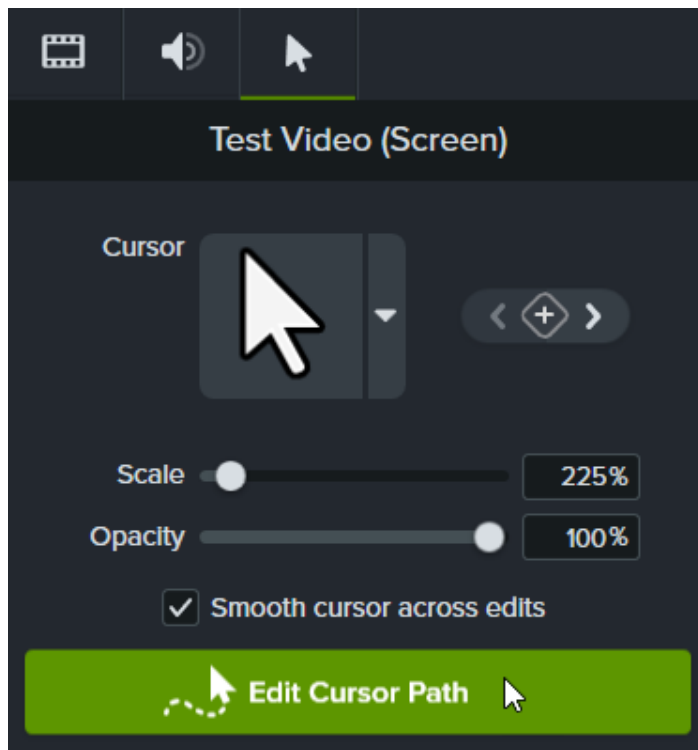 Test Video (Screen)
Cursor
Scale 225%
Opacity 100%
Smooth cursor across edits
Edit Cursor Path